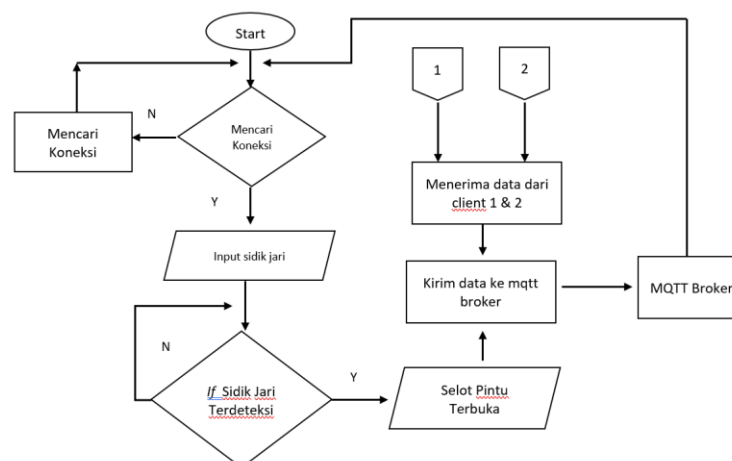 Start
1
2
N
Mencari
Koneksi
Mencari
Koneksi
Menerima data dari
client 1 & 2
Y
Input sidik jari
Kirim data ke mqtt
broker
MQTT Broker
N
If Sidik Jari
Terdeteksi
Y
Selot Pintu
Terbuka